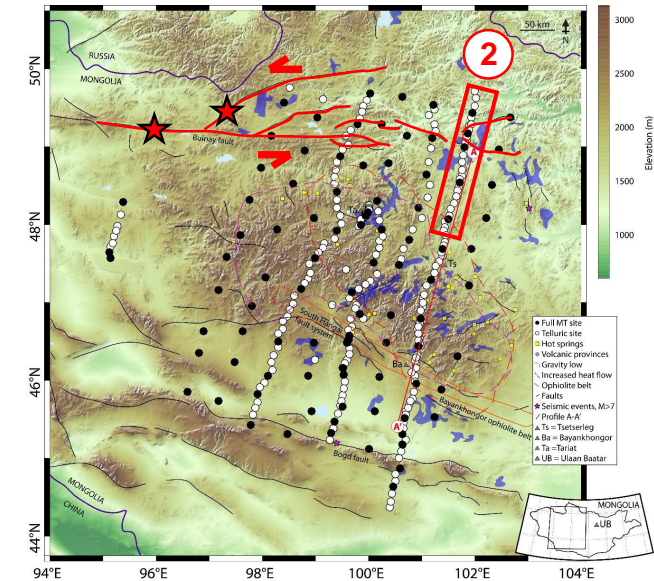 50 km
N
2
RUSSIA
MONGOLIA
Bulnay fault
A
Ta
Ts
South Hangai
fault system
Ba
Bayankhongor ophiolite belt
A'
Bogd fault
MONGOLIA
CHINA
50°N
48°N
46°N
44°N
94°E
96°E
98°E
100°E
102°E
104°E
3000
2500
2000
1500
1000
Elevation (m)
Full MT site
Telluric site
Hot springs
Volcanic provinces
Gravity low
Increased heat flow
Ophiolite belt
Faults
Seismic events, M>7
Profile A-A'
Ts = Tsetserleg
Ba = Bayankhongor
Ta =Tariat
UB = Ulaan Baatar
MONGOLIA
UB